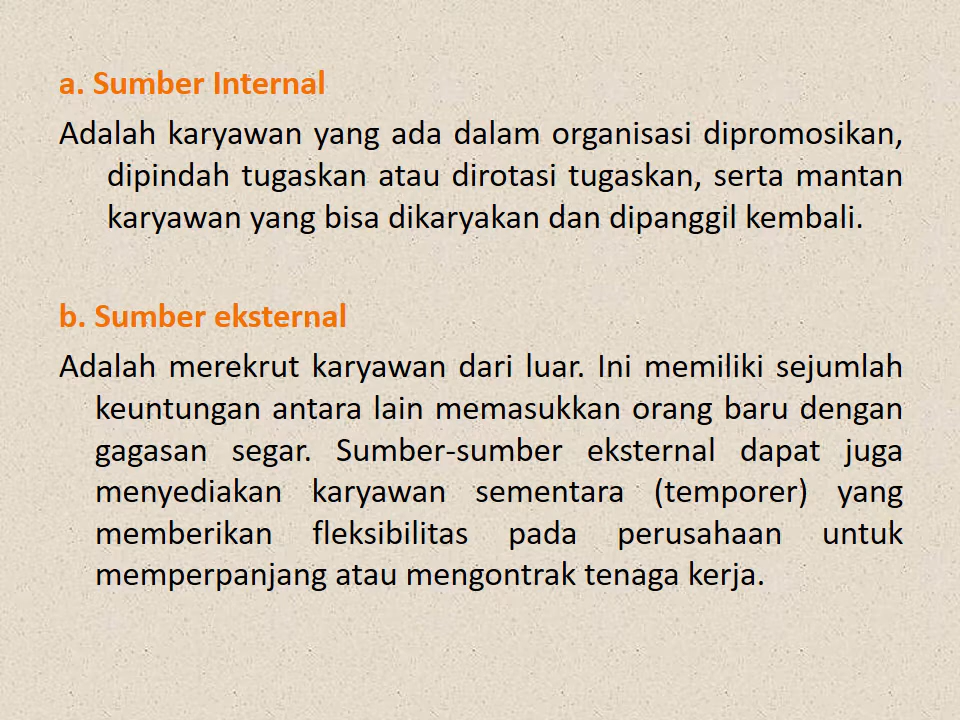 a. Sumber Internal
Adalah karyawan yang ada dalam organisasi dipromosikan,
dipindah tugaskan atau dirotasi tugaskan, serta mantan
karyawan yang bisa dikaryakan dan dipanggil kembali.
b. Sumber eksternal
Adalah merekrut karyawan dari luar. Ini memiliki sejumlah
keuntungan antara lain memasukkan orang baru dengan
gagasan segar. Sumber-sumber eksternal dapat juga
menyediakan karyawan sementara (temporer) yang
memberikan fleksibilitas pada perusahaan untuk
memperpanjang atau mengontrak tenaga kerja.